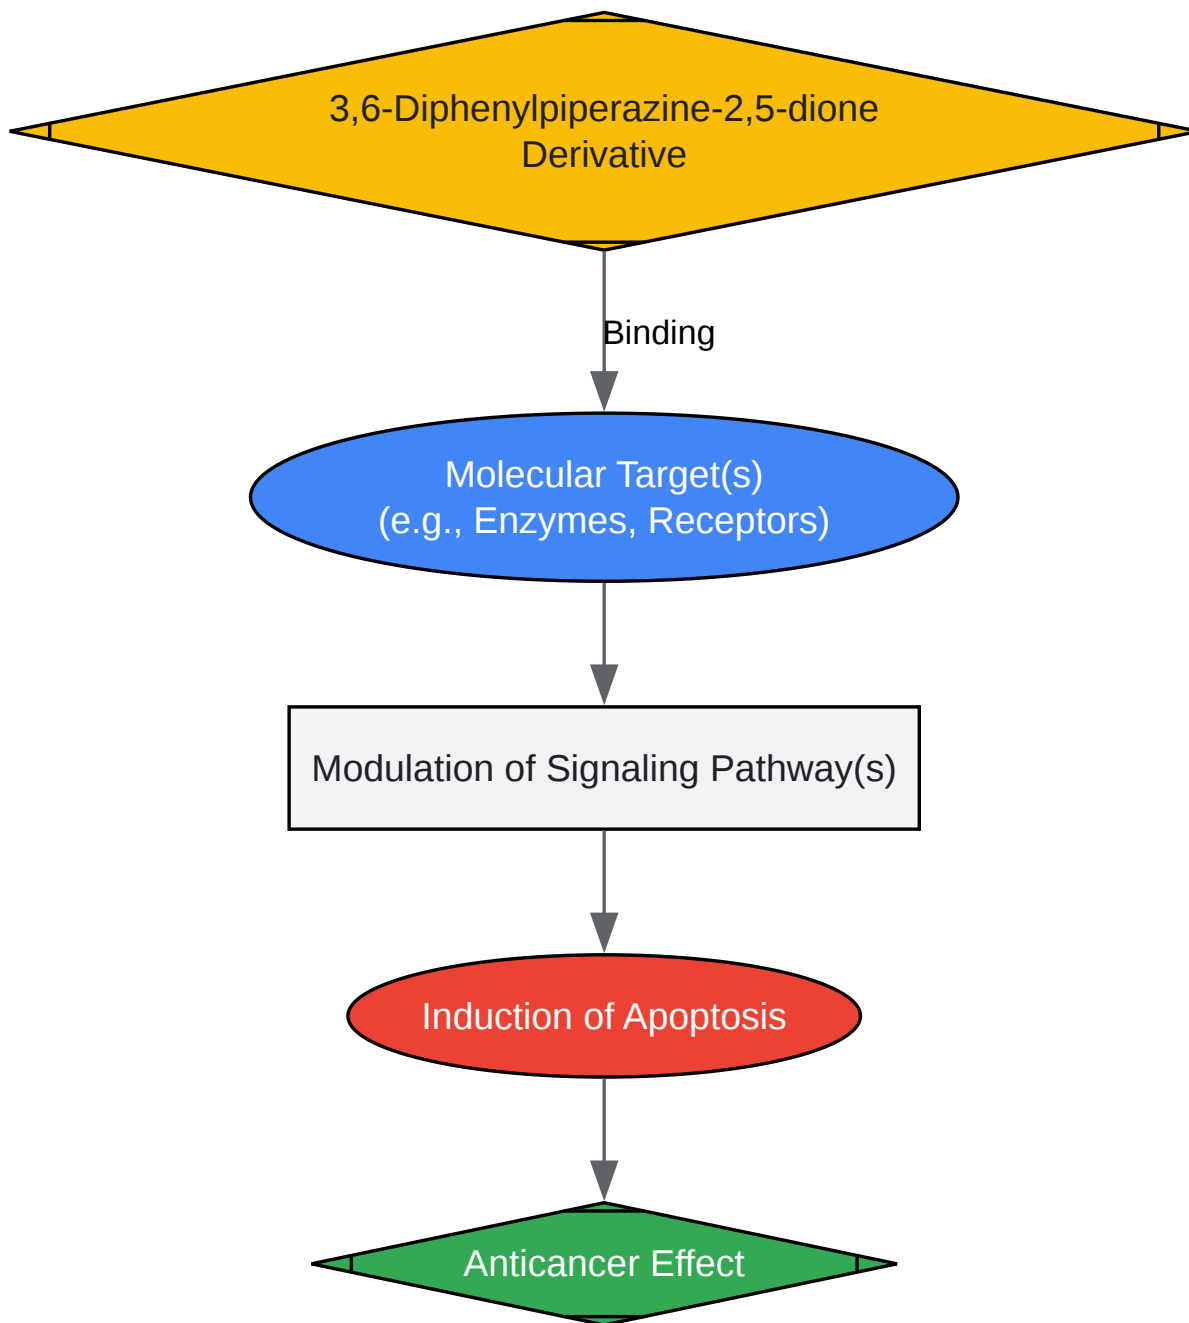 3,6-Diphenylpiperazine-2,5-dione
Derivative
Binding
Molecular Target(s)
(e.g., Enzymes, Receptors)
Modulation of Signaling Pathway(s)
Induction of Apoptosis
Anticancer Effect